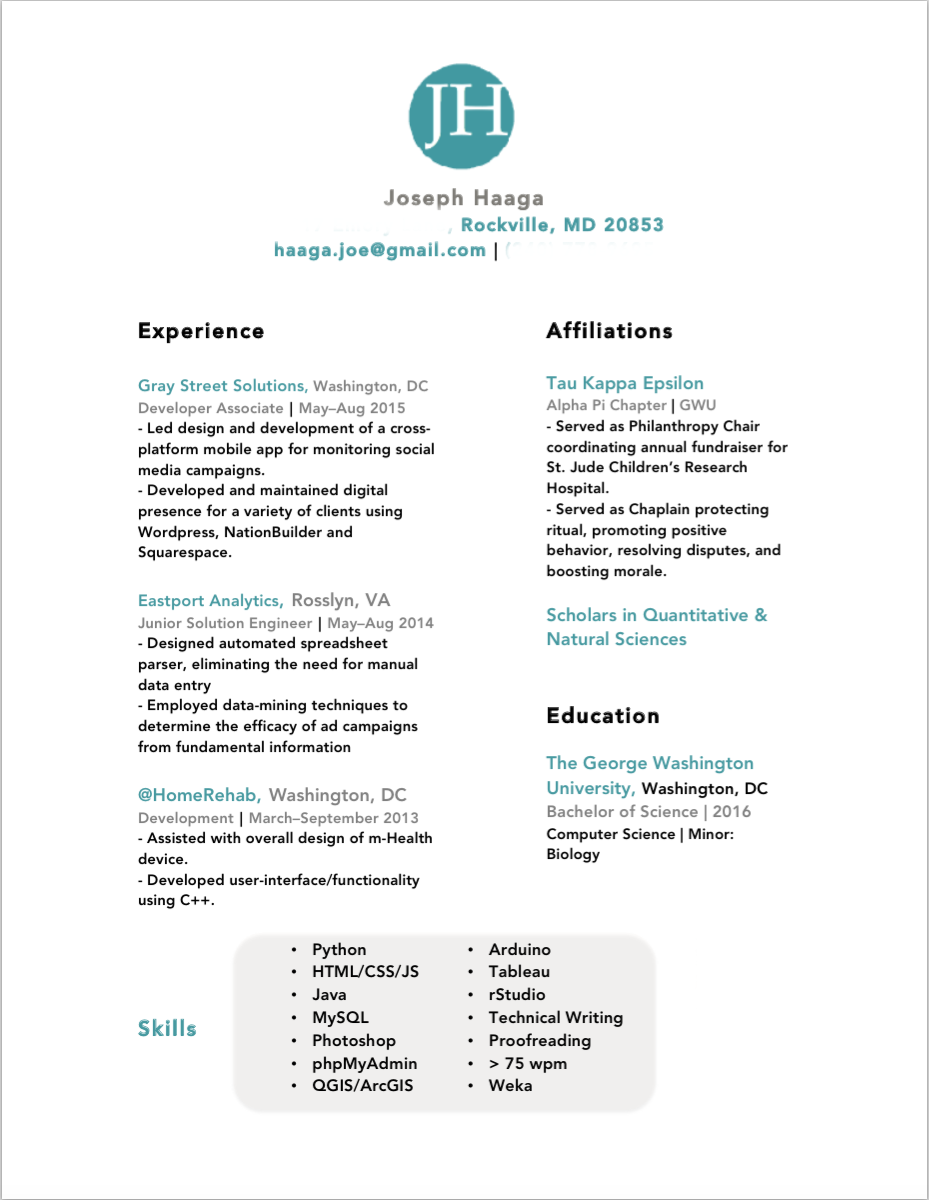 JH
Joseph Haaga
, Rockville, MD 20853
haaga.joe@gmail.com | (
Experience
Gray Street Solutions, Washington, DC
Developer Associate | May–Aug 2015
- Led design and development of a cross-
platform mobile app for monitoring social
media campaigns.
- Developed and maintained digital
presence for a variety of clients using
Wordpress, NationBuilder and
Squarespace.
Eastport Analytics, Rosslyn, VA
Junior Solution Engineer | May–Aug 2014
- Designed automated spreadsheet
parser, eliminating the need for manual
data entry
- Employed data-mining techniques to
determine the efficacy of ad campaigns
from fundamental information
@HomeRehab, Washington, DC
Development | March–September 2013
- Assisted with overall design of m-Health
device.
- Developed user-interface/functionality
using C++.
Affiliations
Tau Kappa Epsilon
Alpha Pi Chapter | GWU
- Served as Philanthropy Chair
coordinating annual fundraiser for
St. Jude Children’s Research
Hospital.
- Served as Chaplain protecting
ritual, promoting positive
behavior, resolving disputes, and
boosting morale.
Scholars in Quantitative &
Natural Sciences
Education
The George Washington
University, Washington, DC
Bachelor of Science | 2016
Computer Science | Minor:
Biology
Skills
• Python
• HTML/CSS/JS
• Java
• MySQL
• Photoshop
• phpMyAdmin
• QGIS/ArcGIS
• Arduino
• Tableau
• rStudio
• Technical Writing
• Proofreading
• > 75 wpm
• Weka